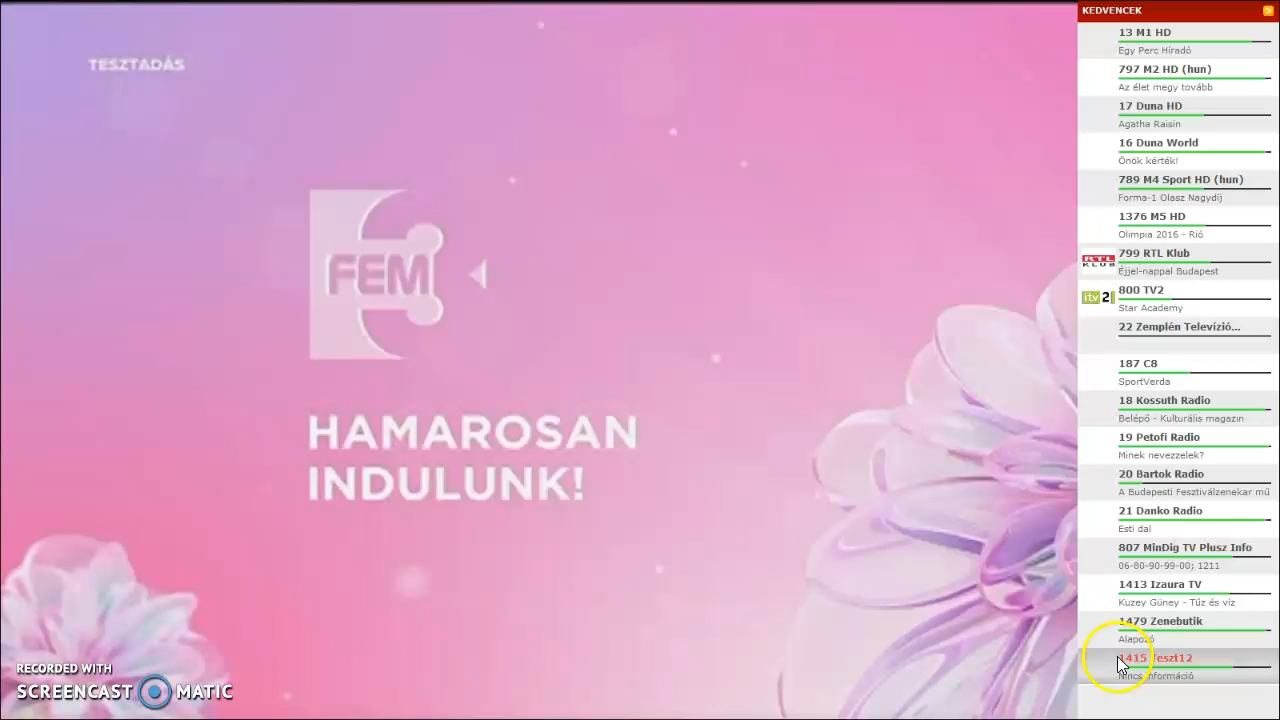 TESZTADÁS
FEM3
HAMAROSAN
INDULUNK!
RECORDED WITH
SCREENCAST MATIC
KEDVENCEK
13 M1 HD
Egy Perc Híradó
797 M2 HD (hun)
Az élet megy tovább
17 Duna HD
Agatha Raisin
16 Duna World
Önök kérték!
789 M4 Sport HD (hun)
Forma-1 Olasz Nagydíj
1376 M5 HD
Olimpia 2016 - Rió
RTL
KLUB
799 RTL Klub
Éjjel-nappal Budapest
itv 2
800 TV2
Star Academy
22 Zemplén Televízió...
187 C8
SportVerda
18 Kossuth Radio
Belépő - Kulturális magazin
19 Petofi Radio
Minek nevezzelek?
20 Bartok Radio
A Budapesti Fesztiválzenekar mű
21 Danko Radio
Esti dal
807 MinDig TV Plusz Info
06-80-90-99-00; 1211
1413 Izaura TV
Kuzey Güney - Tűz és víz
1479 Zenebutik
Alapozó
1415 Teszt12
Nincs információ